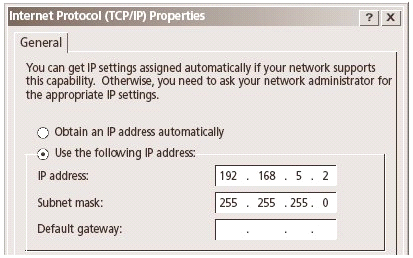 Internet Protocol (TCP/IP) Properties ? X
General
You can get IP settings assigned automatically if your network supports
this capability. Otherwise, you need to ask your network administrator for
the appropriate IP settings.
Obtain an IP address automatically
Use the following IP address:
IP address: 192 . 168 . 5 . 2
Subnet mask: 255 . 255 . 255 . 0
Default gateway: . . .